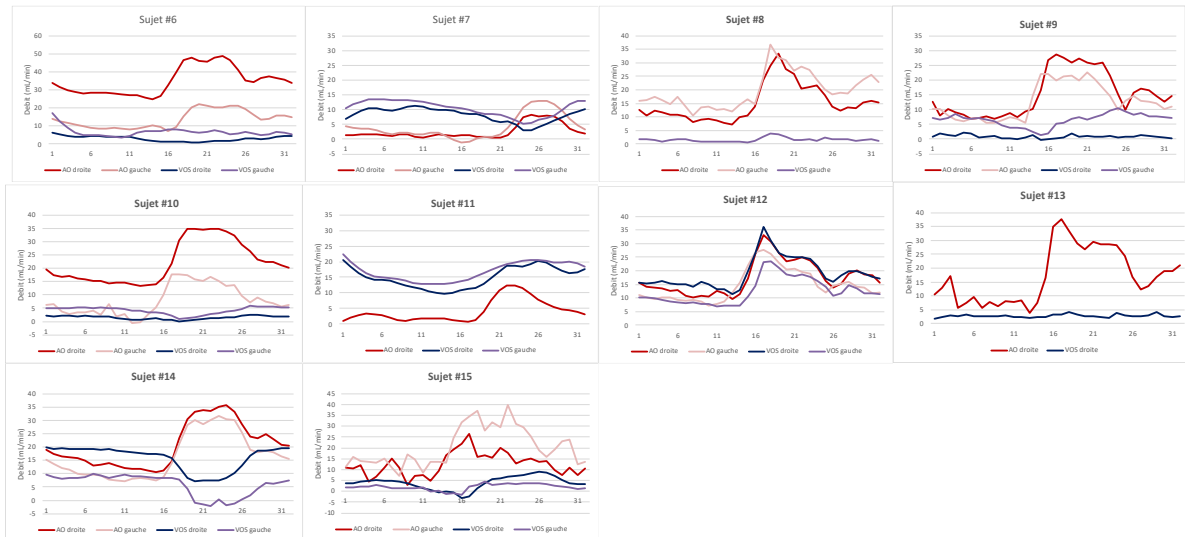 Sujet #6
Debit (mL/min)
60
50
40
30
20
10
0
1 6 11 16 21 26 31
AO droite AO gauche VOS droite VOS gauche
Sujet #7
Débit (mL/min)
35
30
25
20
15
10
5
0
-5
1 6 11 16 21 26 31
AO droite AO gauche VOS droite VOS gauche
Sujet #8
Debit (mL/min)
40
35
30
25
20
15
10
5
0
1 6 11 16 21 26 31
AO droite AO gauche VOS gauche
Sujet #9
Debit (mL/min)
35
30
25
20
15
10
5
0
-5
1 6 11 16 21 26 31
AO droite AO gauche VOS droite VOS gauche
Sujet #10
Debit (mL/min)
40
35
30
25
20
15
10
5
0
-5
1 6 11 16 21 26 31
AO droite AO gauche VOS droite VOS gauche
Sujet #11
Debit (mL/min)
35
30
25
20
15
10
5
0
1 6 11 16 21 26 31
AO droite VOS droite VOS gauche
Sujet #12
Debit (mL/min)
40
35
30
25
20
15
10
5
0
1 6 11 16 21 26 31
AO droite AO gauche VOS droite VOS gauche
Sujet #13
Debit (mL/min)
40
35
30
25
20
15
10
5
0
1 6 11 16 21 26 31
AO droite VOS droite
Sujet #14
Debit (mL/min)
40
35
30
25
20
15
10
5
0
-5
1 6 11 16 21 26 31
AO droite AO gauche VOS droite VOS gauche
Sujet #15
Debit (mL/min)
45
40
35
30
25
20
15
10
5
0
-5
-10
1 6 11 16 21 26 31
AO droite AO gauche VOS droite VOS gauche